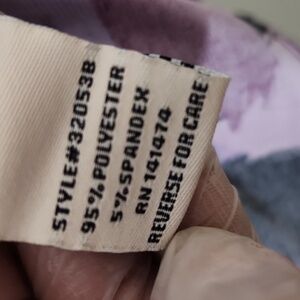 STYLE#320538
95% POLYESTER
5% SPANDEX
RN 141474
REVERSE FOR CARE